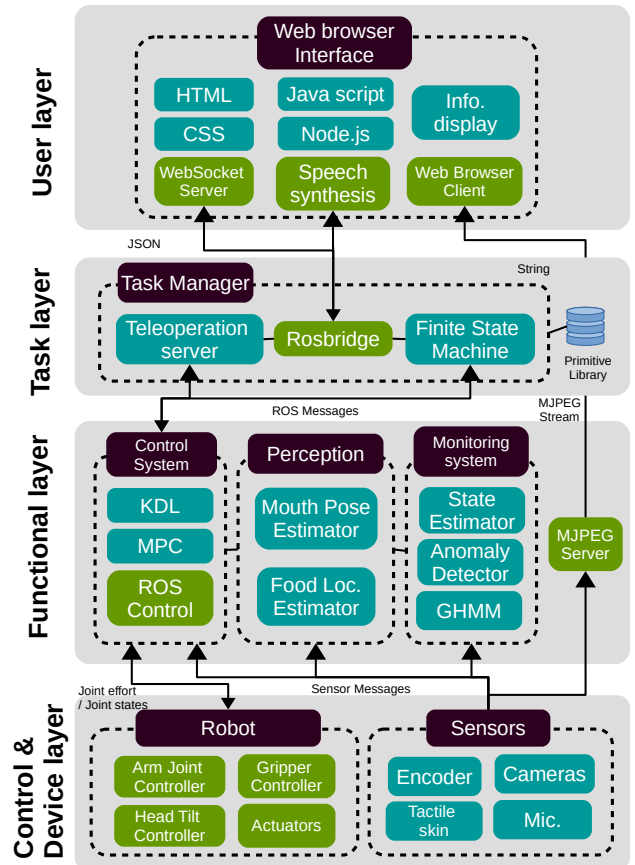 User layer
Web browser
Interface
HTML
Java script
Info.
display
CSS
Node.js
WebSocket
Server
Speech
synthesis
Web Browser
Client
JSON
String
Task layer
Task Manager
Teleoperation
server
Rosbridge
Finite State
Machine
Primitive
Library
ROS Messages
MJPEG
Stream
Functional layer
Control
System
Perception
Monitoring
system
KDL
MPC
ROS
Control
Mouth Pose
Estimator
Food Loc.
Estimator
State
Estimator
Anomaly
Detector
GHMM
MJPEG
Server
Joint effort
/ Joint states
Sensor Messages
Control &
Device layer
Robot
Arm Joint
Controller
Gripper
Controller
Head Tilt
Controller
Actuators
Sensors
Encoder
Cameras
Tactile
skin
Mic.